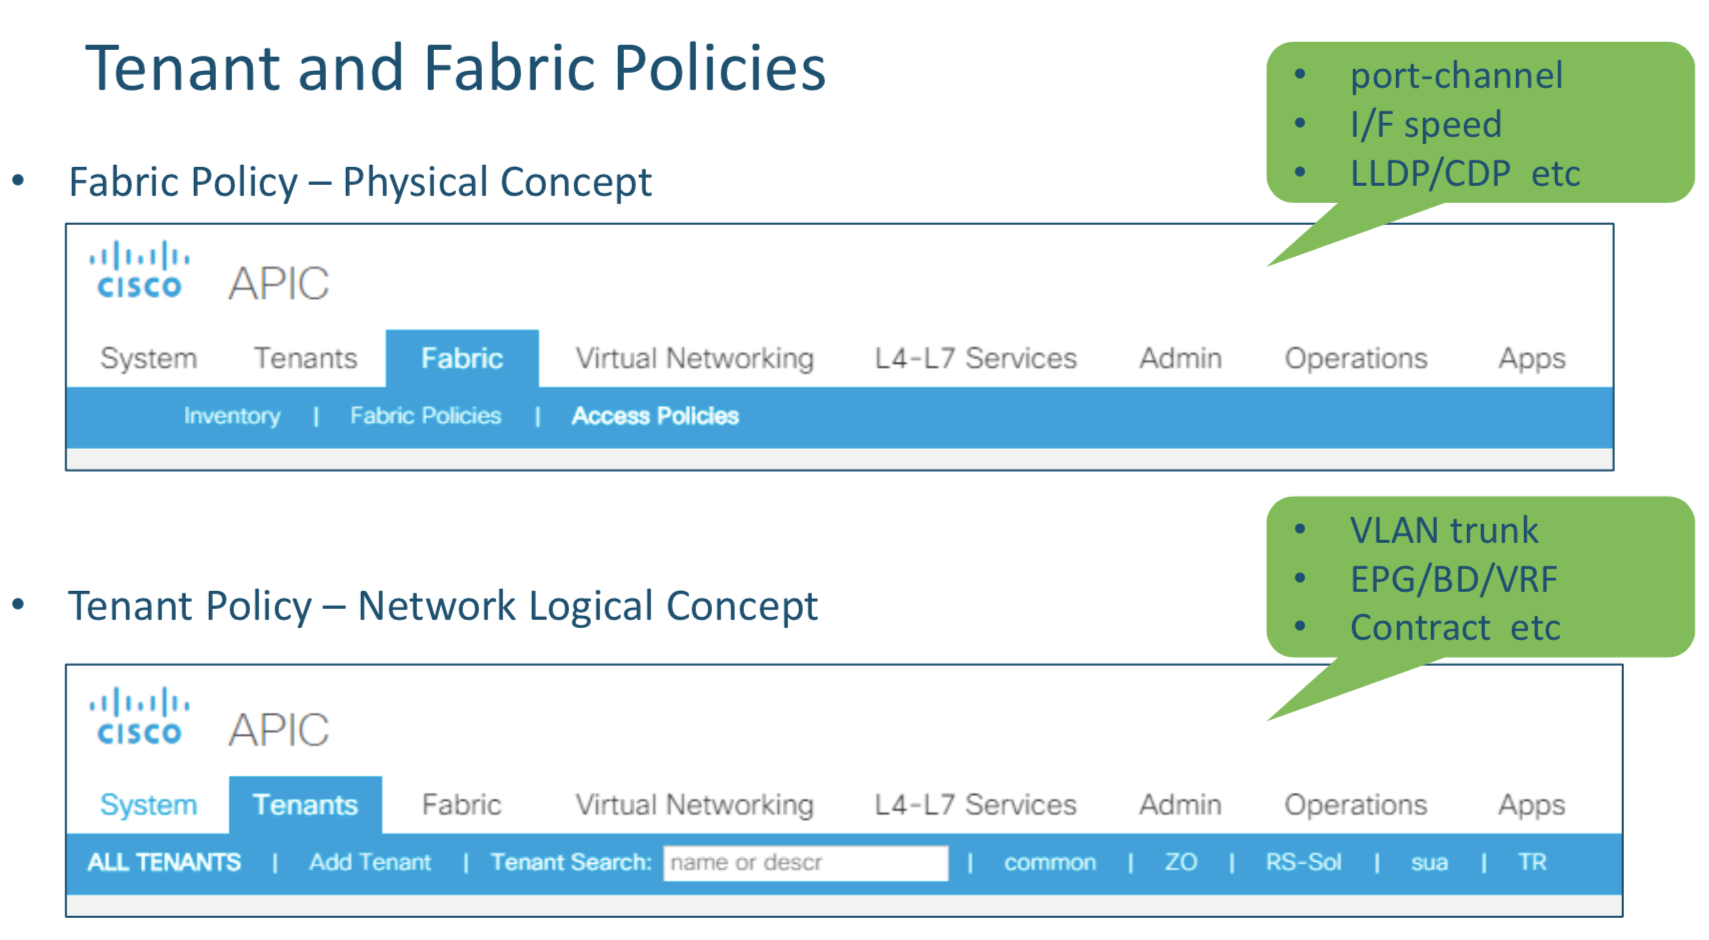 Tenant and Fabric Policies
• port-channel
• I/F speed
• LLDP/CDP etc
• Fabric Policy – Physical Concept
cisco APIC
System Tenants Fabric Virtual Networking L4-L7 Services Admin Operations Apps
Inventory | Fabric Policies | Access Policies
• VLAN trunk
• EPG/BD/VRF
• Contract etc
• Tenant Policy – Network Logical Concept
cisco APIC
System Tenants Fabric Virtual Networking L4-L7 Services Admin Operations Apps
ALL TENANTS | Add Tenant | Tenant Search: name or descr | common | ZO | RS-Sol | sua | TR